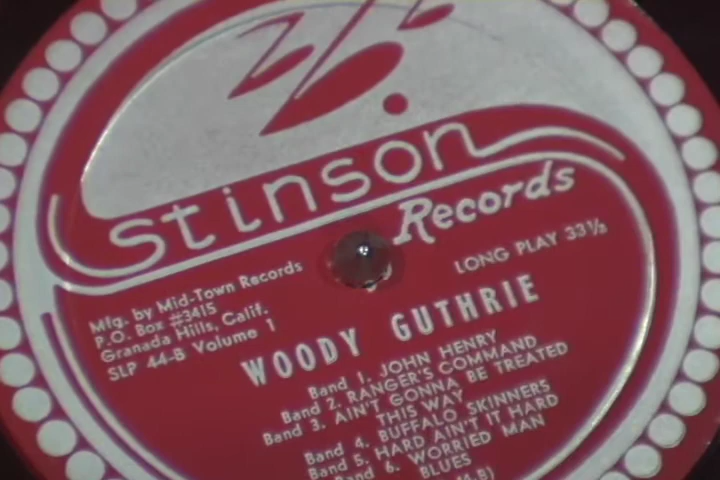 Stinson
Records
LONG PLAY 33⅓
Mfg. by Mid-Town Records
P.O. Box #3415
Granada Hills, Calif.
SLP 44-B Volume 1
WOODY GUTHRIE
Band 1. JOHN HENRY
Band 2. RANGER'S COMMAND
Band 3. AIN'T GONNA BE TREATED
THIS WAY
Band 4. BUFFALO SKINNERS
Band 5. HARD AIN'T IT HARD
Band 6. WORRIED MAN
BLUES